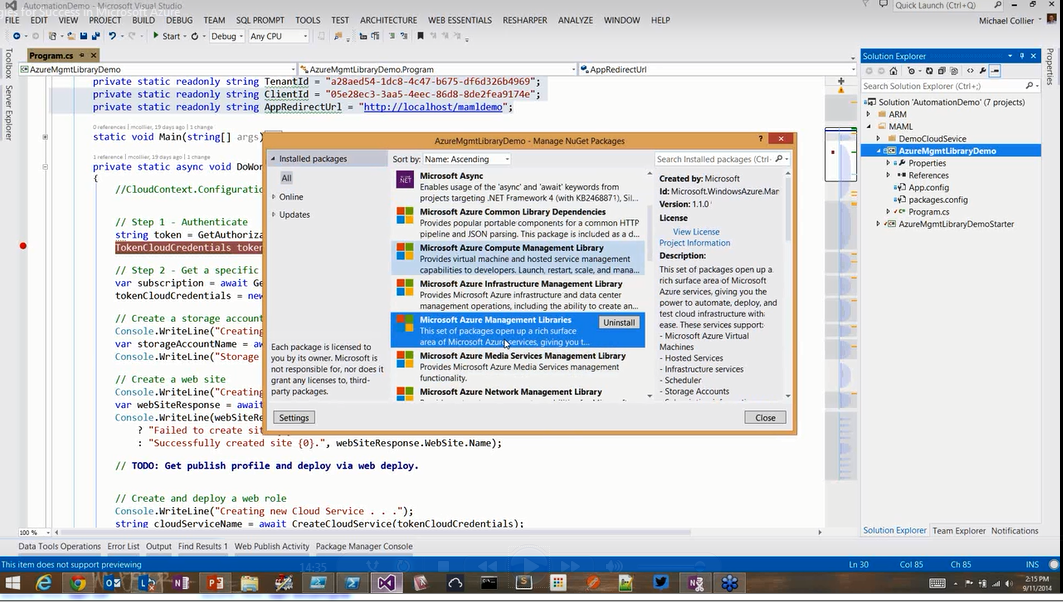 AutomationDemo - Microsoft Visual Studio
for Success in Microsoft Azure
Quick Launch (Ctrl+Q)
FILE EDIT VIEW PROJECT BUILD DEBUG TEAM SQL PROMPT TOOLS TEST ARCHITECTURE WEB ESSENTIALS RESHARPER ANALYZE WINDOW HELP
Michael Collier
Start Debug Any CPU
Toolbox
Server Explorer
Program.cs
AzureMgmtLibraryDemo
AzureMgmtLibraryDemo.Program
AppRedirectUrl
private static readonly string TenantId = "a28aed54-1dc8-4c47-b675-df6d326b4969";
private static readonly string ClientId = "05e28ec3-3aa5-4eec-86d8-8de2fea9174e";
private static readonly string AppRedirectUrl = "http://localhost/mamldemo";
0 references | mcollier, 19 days ago | 1 change
static void Main(string[] args)
private static async Task DoWor
{
//CloudContext.Configurati
// Step 1 - Authenticate
string token = GetAuthoriza
TokenCloudCredentials token
// Step 2 - Get a specific
var subscription = await Ge
tokenCloudCredentials = new
// Create a storage account
Console.WriteLine("Creating
var storageAccountName = aw
Console.WriteLine("Storage
// Create a web site
Console.WriteLine("Creating
var webSiteResponse = await
Console.WriteLine(webSiteRe
? "Failed to create sit
: "Successfully created site {0}.", webSiteResponse.WebSite.Name);
// TODO: Get publish profile and deploy via web deploy.
// Create and deploy a web role
Console.WriteLine("Creating new Cloud Service . . .");
string cloudServiceName = await CreateCloudService(tokenCloudCredentials);
100 %
AzureMgmtLibraryDemo - Manage NuGet Packages
? 
Installed packages
All
Online
Updates
Each package is licensed to
you by its owner. Microsoft is
not responsible for, nor does it
grant any licenses to, third-
party packages.
Settings
Sort by: Name: Ascending
.NET
Microsoft Async
Enables usage of the 'async' and 'await' keywords from
projects targeting .NET Framework 4 (with KB2468871), Si...
Microsoft Azure Common Library Dependencies
Provides popular portable components for a common HTTP
pipeline and JSON parsing. This package is included as a d...
Microsoft Azure Compute Management Library
Provides virtual machine and hosted service management
capabilities to developers. Launch, restart, scale, and mana...
Microsoft Azure Infrastructure Management Library
Provides Microsoft Azure infrastructure and data center
management operations, including the ability to create an...
Microsoft Azure Management Libraries
Uninstall
This set of packages open up a rich surface
area of Microsoft Azure services, giving you t...
Microsoft Azure Media Services Management Library
Provides Microsoft Azure Media Services management
functionality.
Microsoft Azure Network Management Library
Search Installed packages (Ctrl+
Created by: Microsoft
Id: Microsoft.WindowsAzure.Mar
Version: 1.1.0
License
View License
Project Information
Description:
This set of packages open up a
rich surface area of Microsoft
Azure services, giving you the
power to automate, deploy, and
test cloud infrastructure with
ease. These services support:
- Microsoft Azure Virtual
Machines
- Hosted Services
- Infrastructure services
- Scheduler
- Storage Accounts
Close
Solution Explorer
Search Solution Explorer (Ctrl+;)
Solution 'AutomationDemo' (7 projects)
ARM
MAML
DemoCloudSevice
AzureMgmtLibraryDemo
Properties
References
App.config
packages.config
Program.cs
AzureMgmtLibraryDemoStarter
Properties
Solution Explorer Team Explorer Notifications
Data Tools Operations Error List Output Find Results 1 Web Publish Activity Package Manager Console
This item does not support previewing
14:35
Ln 30 Col 85 Ch 85 INS
2:15 PM
9/11/2014